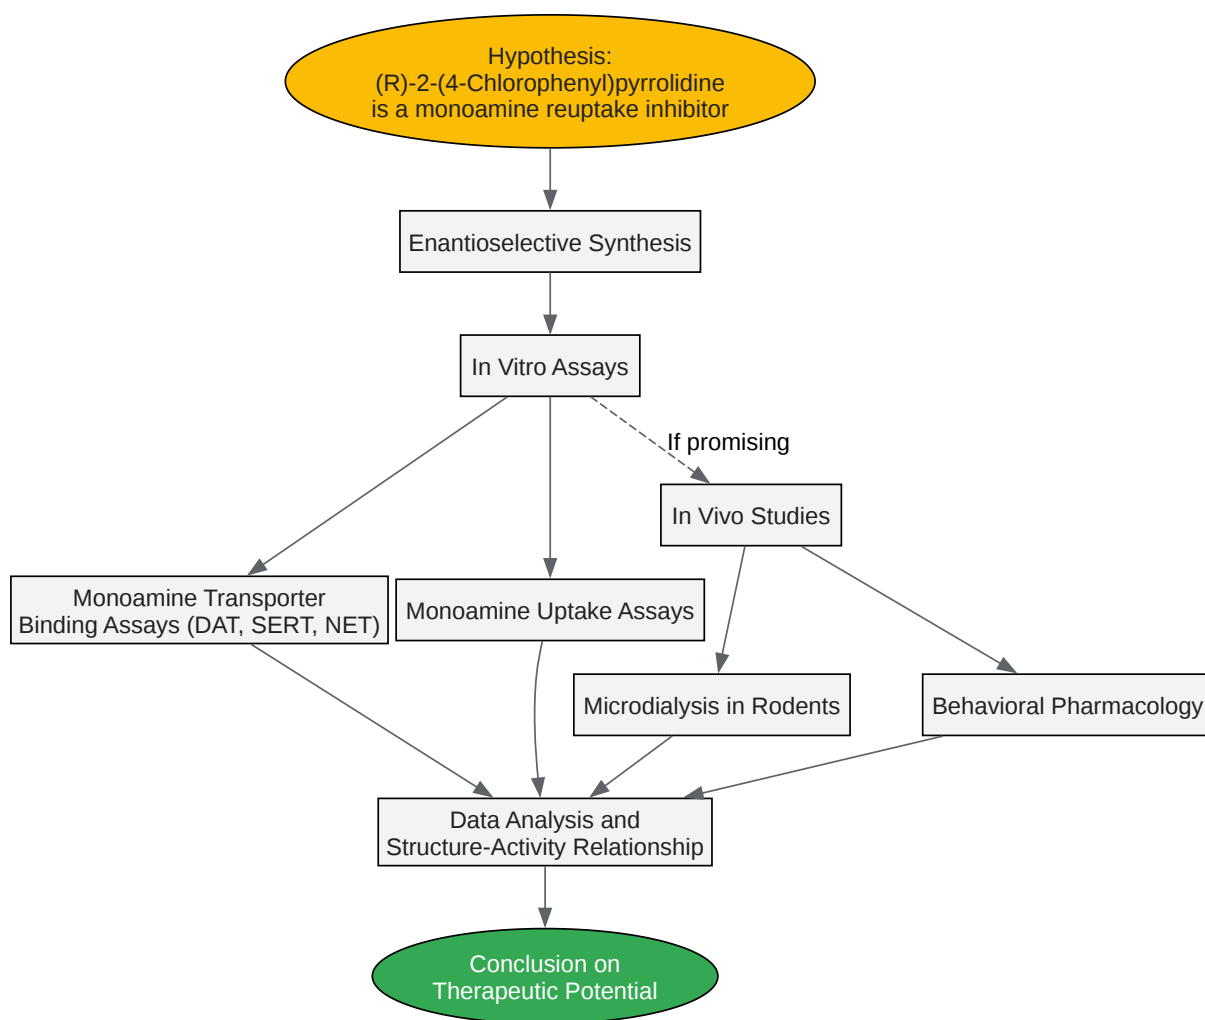 Hypothesis:
(R)-2-(4-Chlorophenyl)pyrrolidine
is a monoamine reuptake inhibitor
Enantioselective Synthesis
In Vitro Assays
If promising
In Vivo Studies
Monoamine Transporter
Binding Assays (DAT, SERT, NET)
Monoamine Uptake Assays
Microdialysis in Rodents
Behavioral Pharmacology
Data Analysis and
Structure-Activity Relationship
Conclusion on
Therapeutic Potential